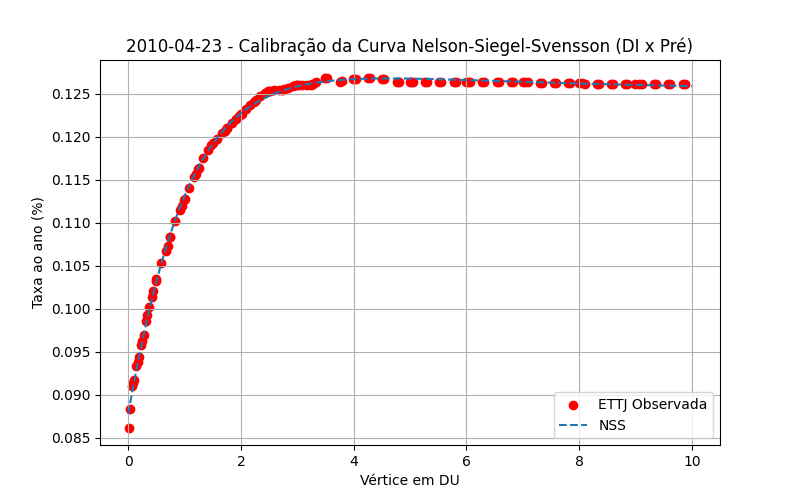 2010-04-23 - Calibração da Curva Nelson-Siegel-Svensson (DI x Pré)
Taxa ao ano (%)
0.125
0.120
0.115
0.110
0.105
0.100
0.095
0.090
0.085
ETTJ Observada
NSS
0 2 4 6 8 10
Vértice em DU